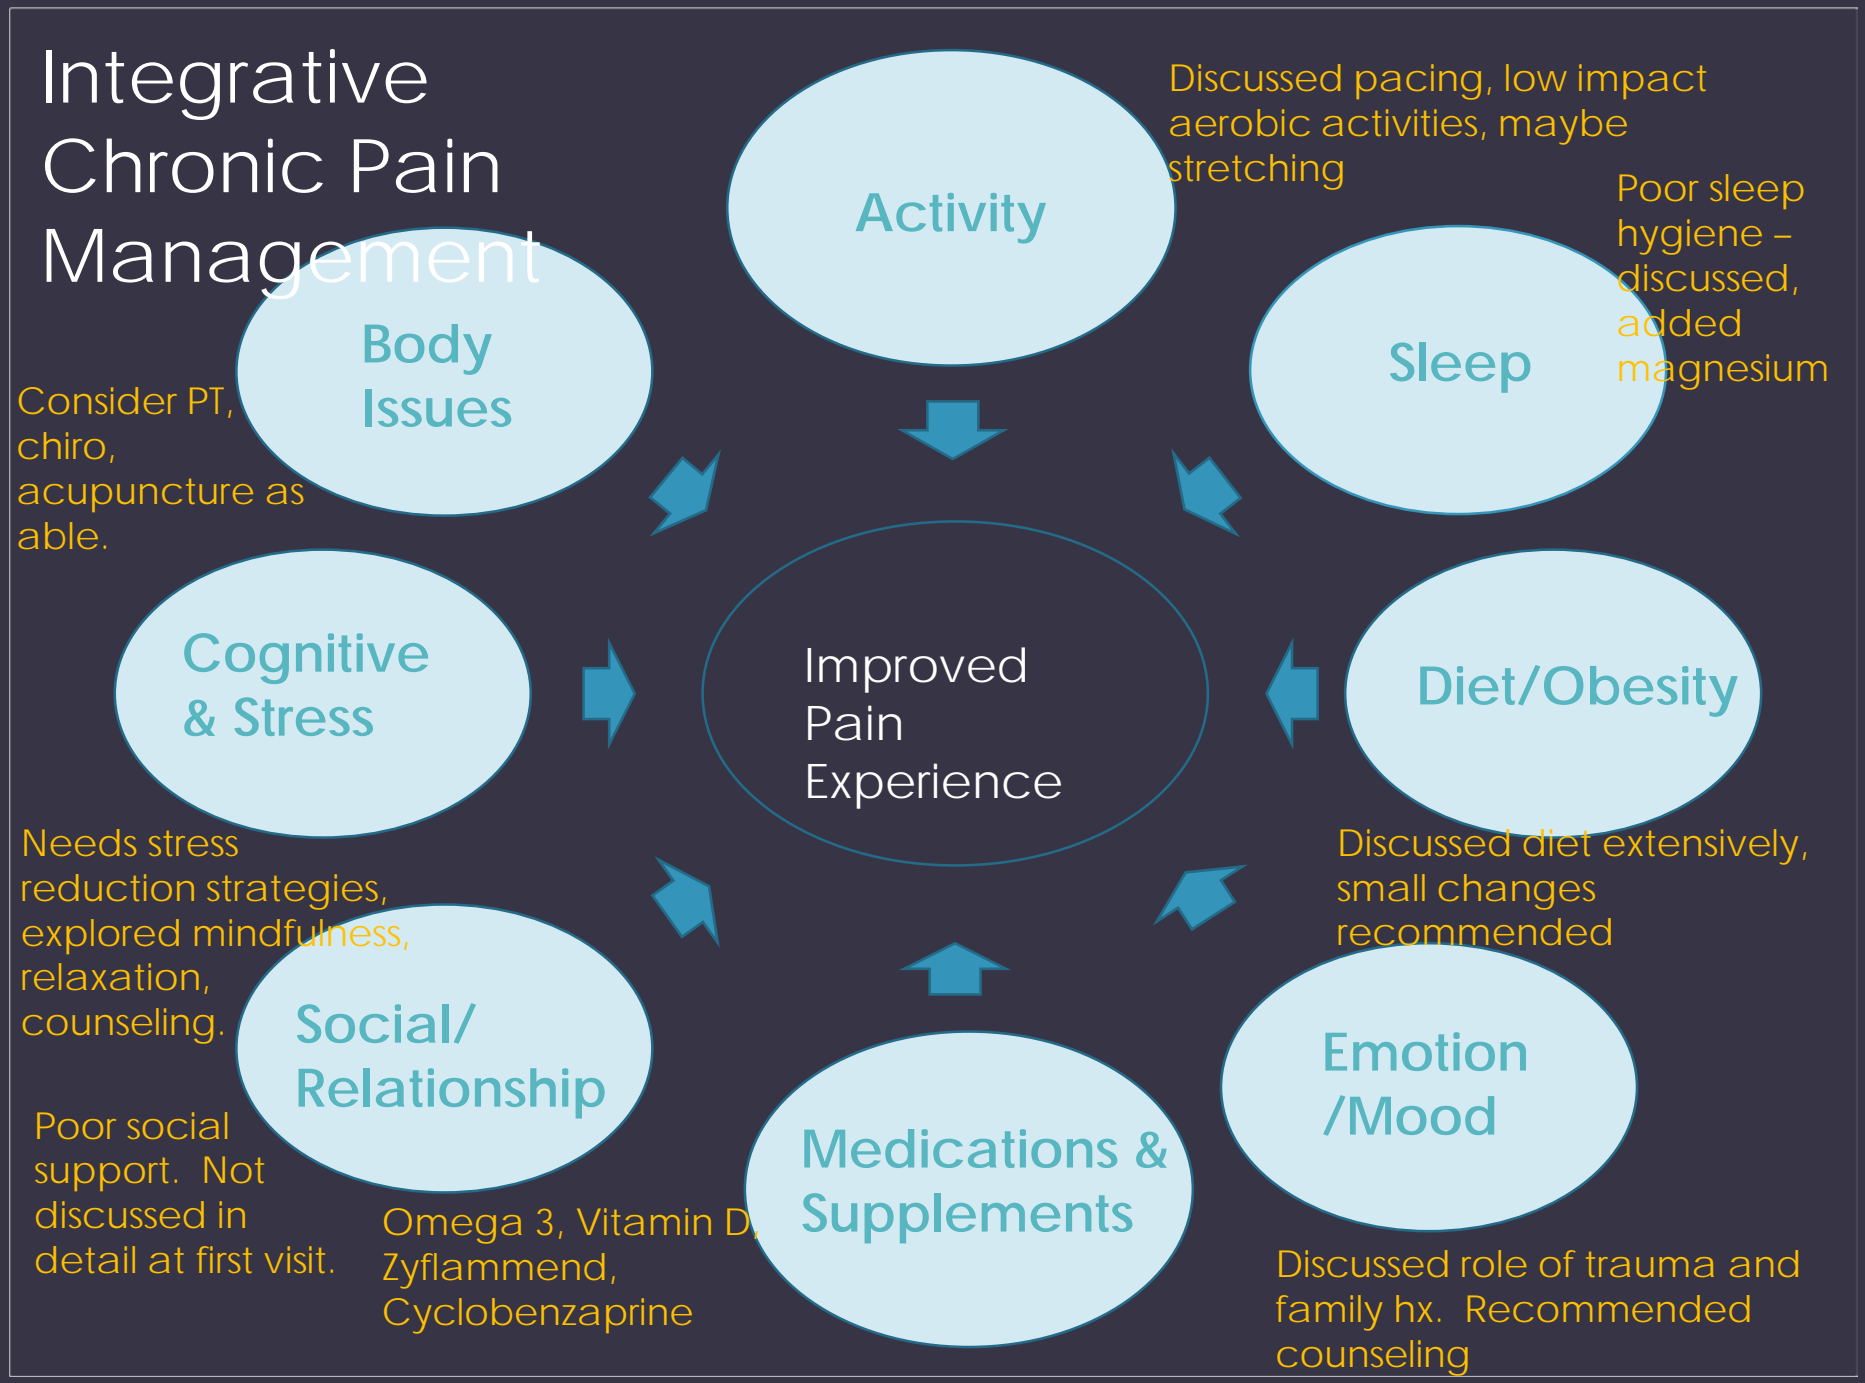 Integrative
Chronic Pain
Management
Activity
Discussed pacing, low impact
aerobic activities, maybe
stretching
Sleep
Poor sleep
hygiene –
discussed,
added
magnesium
Body
Issues
Consider PT,
chiro,
acupuncture as
able.
Cognitive
& Stress
Needs stress
reduction strategies,
explored mindfulness,
relaxation,
counseling.
Improved
Pain
Experience
Diet/Obesity
Discussed diet extensively,
small changes
recommended
Social/
Relationship
Poor social
support.  Not
discussed in
detail at first visit.
Medications &
Supplements
Omega 3, Vitamin D,
Zyflammend,
Cyclobenzaprine
Emotion
/Mood
Discussed role of trauma and
family hx.  Recommended
counseling